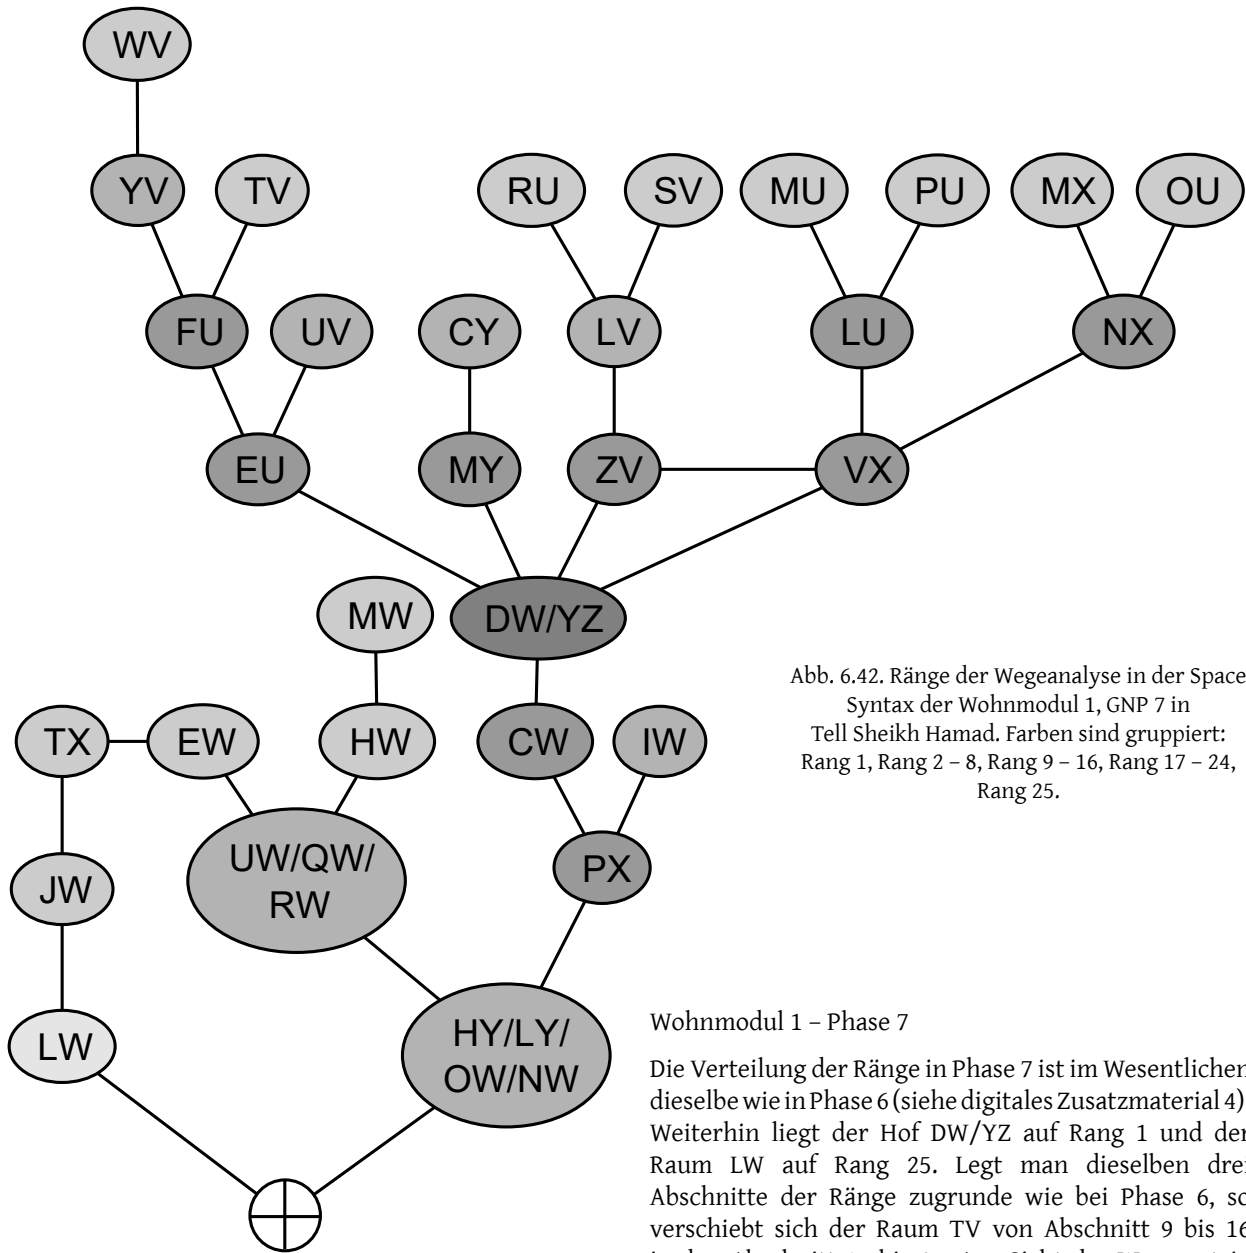 WV
YV TV RU SV MU PU MX OU
FU UV CY LV LU NX
EU MY ZV VX
MW DW/YZ
TX EW HW CW IW
UW/QW/
RW
PX
JW
LW
HY/LY/
OW/NW
Abb. 6.42. Ränge der Wegeanalyse in der Space
Syntax der Wohnmodul 1, GNP 7 in
Tell Sheikh Hamad. Farben sind gruppiert:
Rang 1, Rang 2 – 8, Rang 9 – 16, Rang 17 – 24,
Rang 25.
Wohnmodul 1 – Phase 7
Die Verteilung der Ränge in Phase 7 ist im Wesentlichen
dieselbe wie in Phase 6 (siehe digitales Zusatzmaterial 4)
Weiterhin liegt der Hof DW/YZ auf Rang 1 und der
Raum LW auf Rang 25. Legt man dieselben drei
Abschnitte der Ränge zugrunde wie bei Phase 6, so
verschiebt sich der Raum TV von Abschnitt 9 bis 16